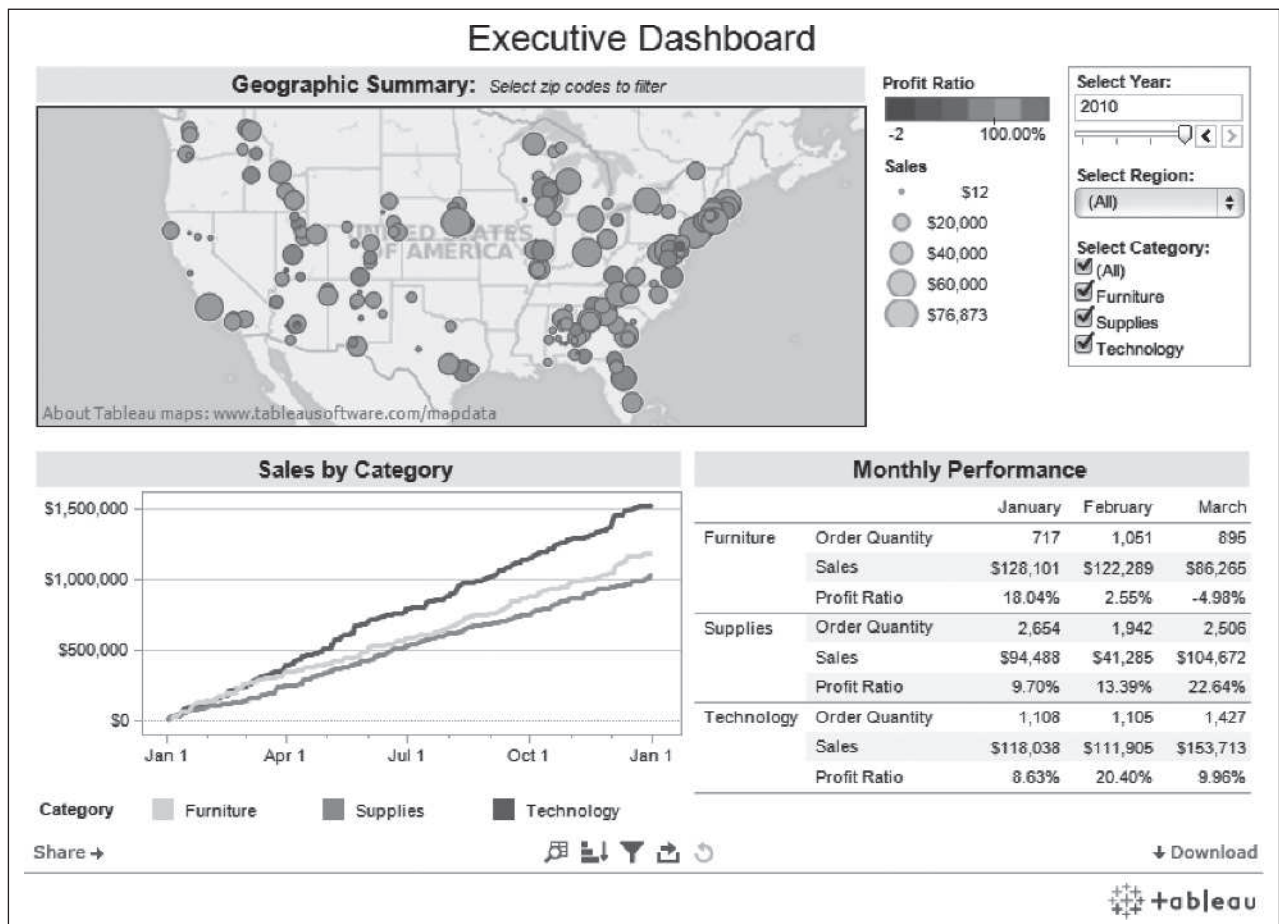 Executive Dashboard
Geographic Summary: Select zip codes to filter
UNITED STATES
OF AMERICA
About Tableau maps: www.tableausoftware.com/mapdata
Profit Ratio
-2 100.00%
Sales
$12
$20,000
$40,000
$60,000
$76,873
Select Year:
2010
Select Region:
(All)
Select Category:
(All)
Furniture
Supplies
Technology
Sales by Category
$1,500,000
$1,000,000
$500,000
$0
Jan 1 Apr 1 Jul 1 Oct 1 Jan 1
Category Furniture Supplies Technology
Monthly Performance
January February March
Furniture Order Quantity 717 1,051 895
Sales $128,101 $122,289 $86,265
Profit Ratio 18.04% 2.55% -4.98%
Supplies Order Quantity 2,654 1,942 2,506
Sales $94,488 $41,285 $104,672
Profit Ratio 9.70% 13.39% 22.64%
Technology Order Quantity 1,108 1,105 1,427
Sales $118,038 $111,905 $153,713
Profit Ratio 8.63% 20.40% 9.96%
Share
Download
+ableau